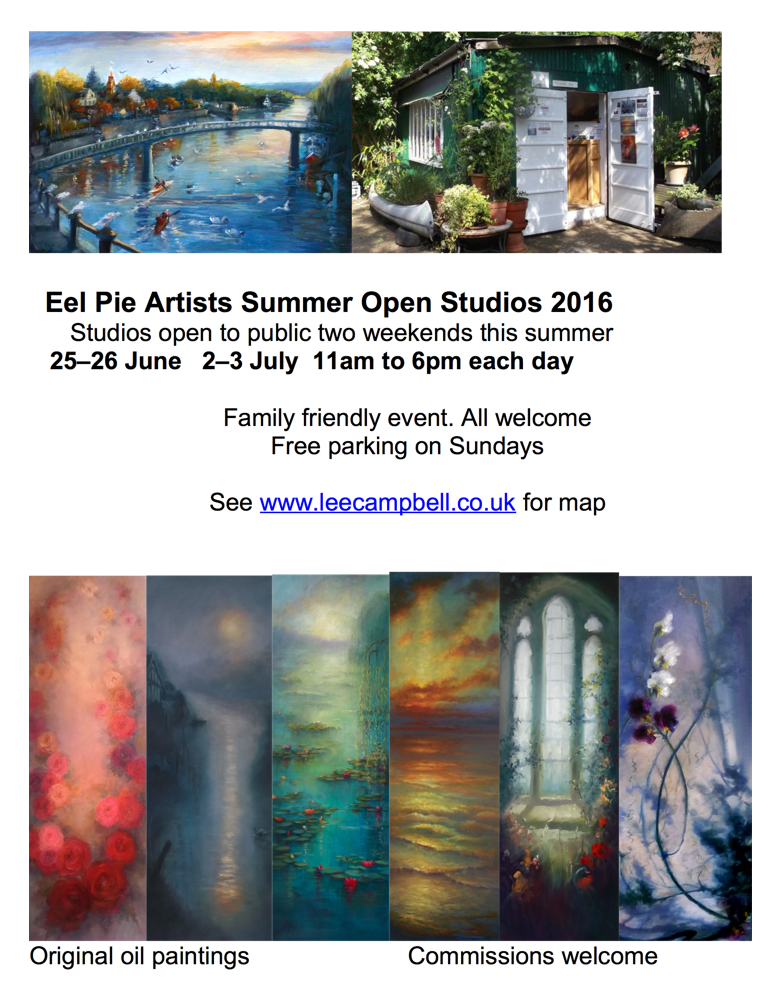 Eel Pie Artists Summer Open Studios 2016
Studios open to public two weekends this summer
25–26 June 2–3 July 11am to 6pm each day
Family friendly event. All welcome
Free parking on Sundays
See www.leecampbell.co.uk for map
Original oil paintings
Commissions welcome